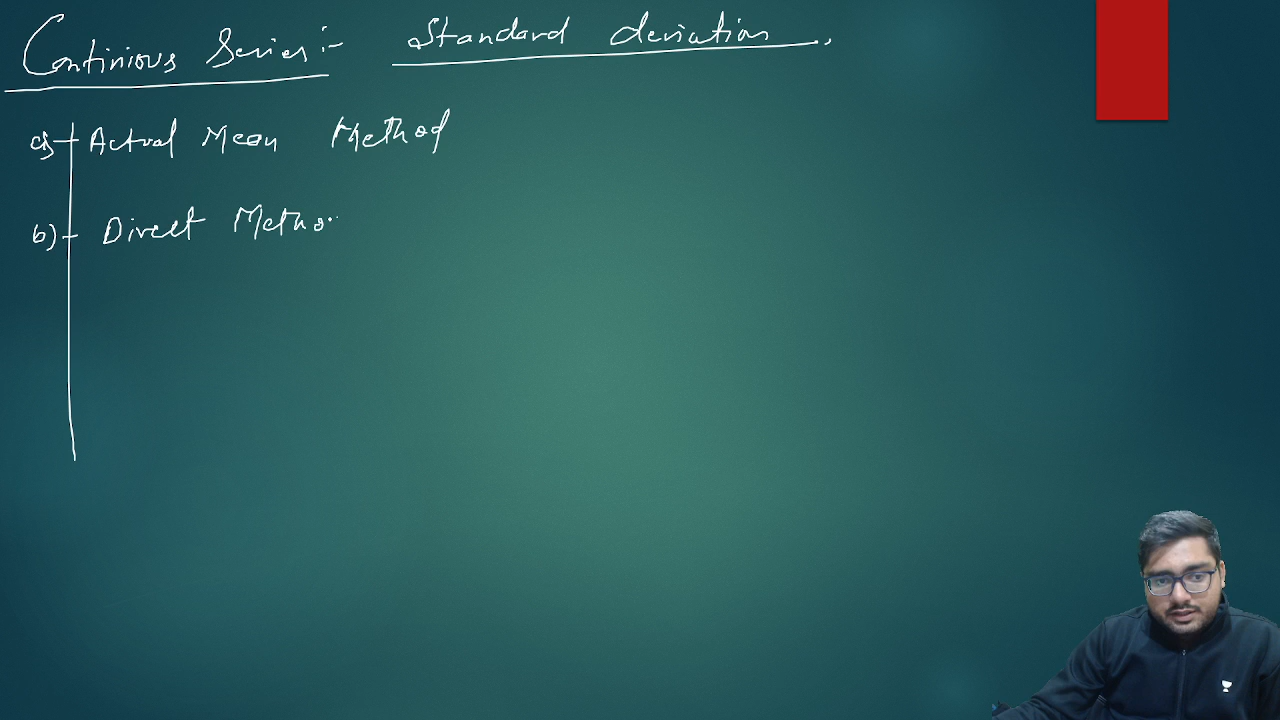 Continious Series :- Standard deviation.
a) Actual Mean Method
b) Direct Metho